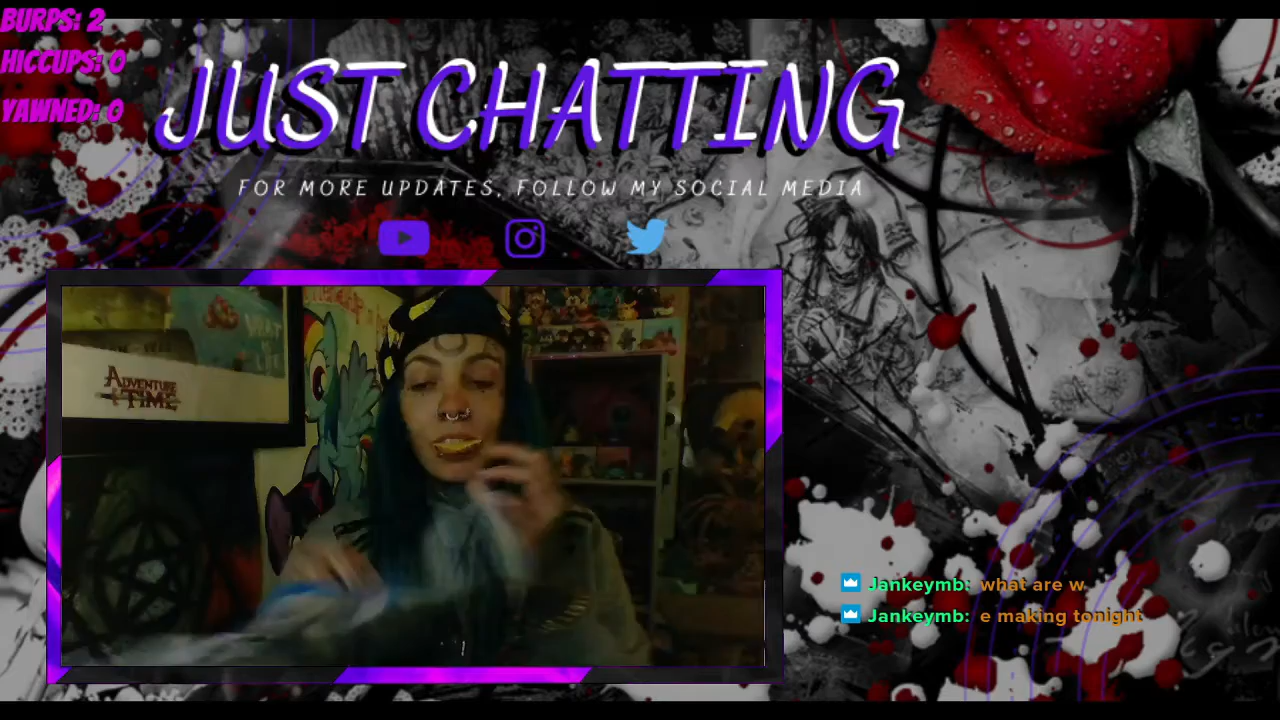 BURPS: 2
HICCUPS: 0
YAWNED: 0
JUST CHATTING
FOR MORE UPDATES, FOLLOW MY SOCIAL MEDIA
ADVENTURE
TIME
Jankeymb: what are w
Jankeymb: e making tonight